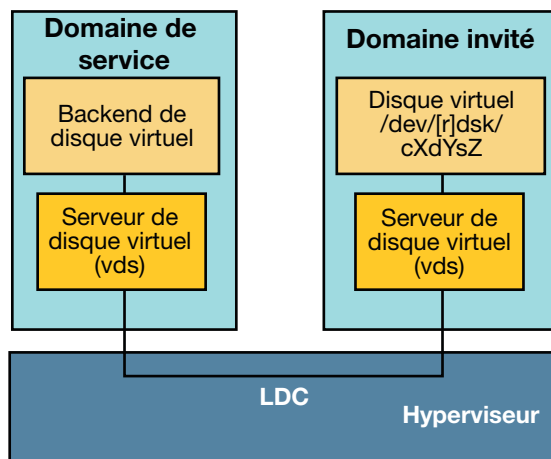 Domaine de
service
Backend de
disque virtuel
Serveur de
disque virtuel
(vds)
Domaine invité
Disque virtuel
/dev/[r]dsk/
cXdYsZ
Serveur de
disque virtuel
(vds)
LDC
Hyperviseur